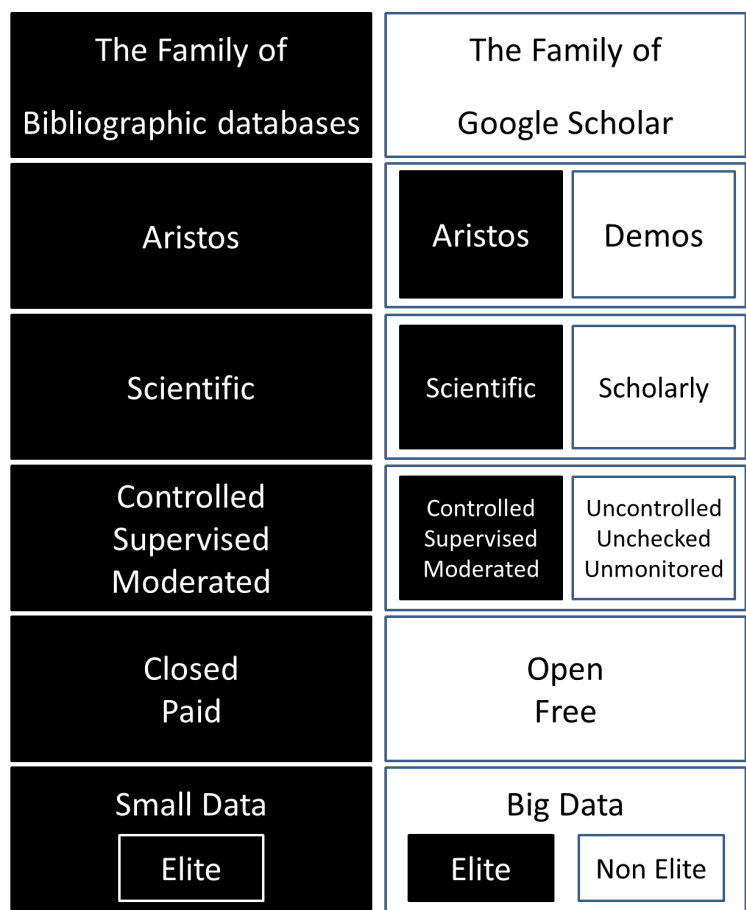 The Family of
Bibliographic databases
The Family of
Google Scholar
Aristos
Aristos
Demos
Scientific
Scientific
Scholarly
Controlled
Supervised
Moderated
Controlled
Supervised
Moderated
Uncontrolled
Unchecked
Unmonitored
Closed
Paid
Open
Free
Small Data
Elite
Big Data
Elite
Non Elite